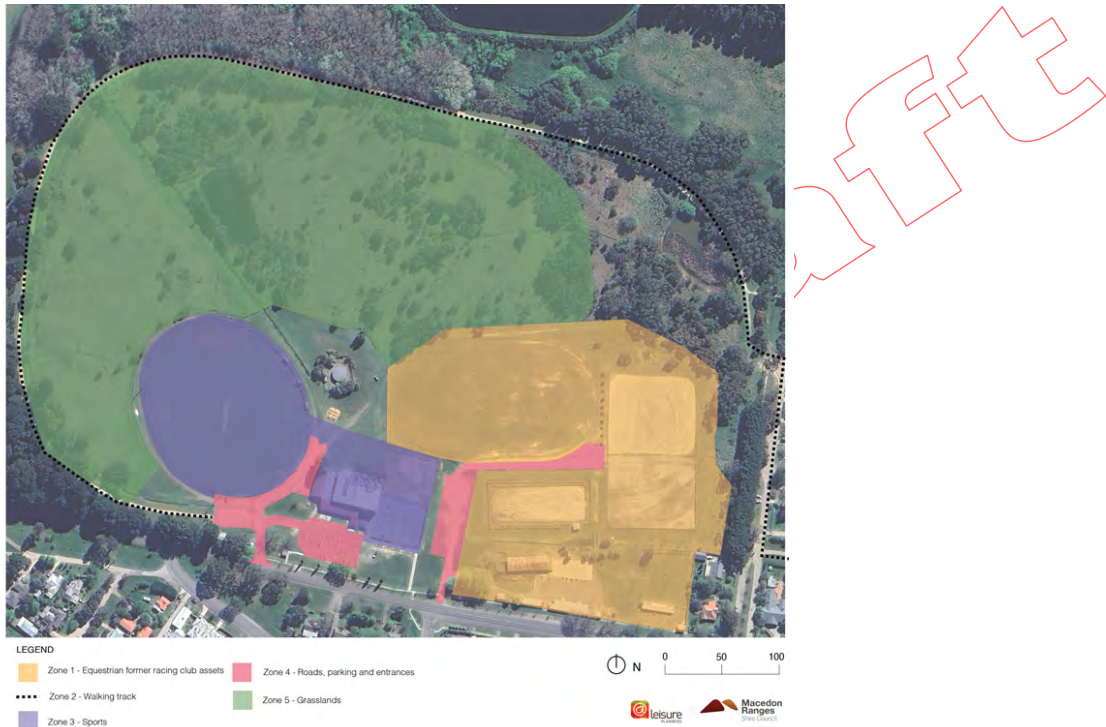 aft
LEGEND
Zone 1 - Equestrian former racing club assets
Zone 2 - Walking track
Zone 3 - Sports
Zone 4 - Roads, parking and entrances
Zone 5 - Grasslands
N
0 50 100
@leisure
PLANNERS
Macedon
Ranges
Shire Council